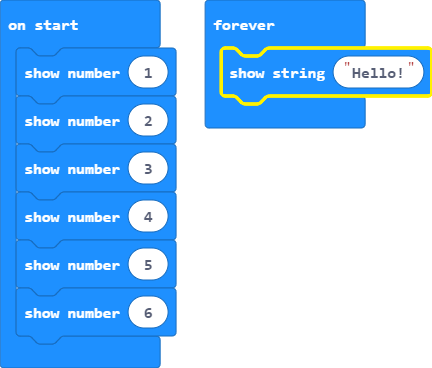 on start
show number 1
show number 2
show number 3
show number 4
show number 5
show number 6
forever
show string "Hello!"